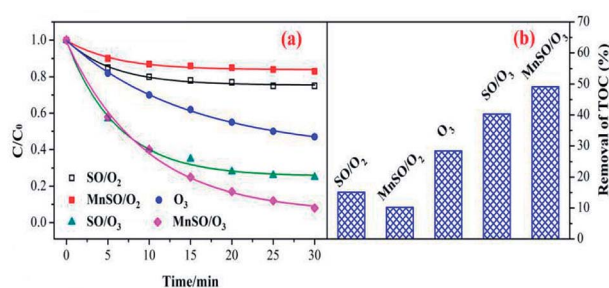 (a)
C/C₀
1.0
0.8
0.6
0.4
0.2
0.0
SO/O₂
MnSO/O₂
O₃
SO/O₃
MnSO/O₃
0 5 10 15 20 25 30
Time/min
(b)
SO/O₂
MnSO/O₂
O₃
SO/O₃
MnSO/O₃
70
60
50
40
30
20
10
0
Removal of TOC (%)